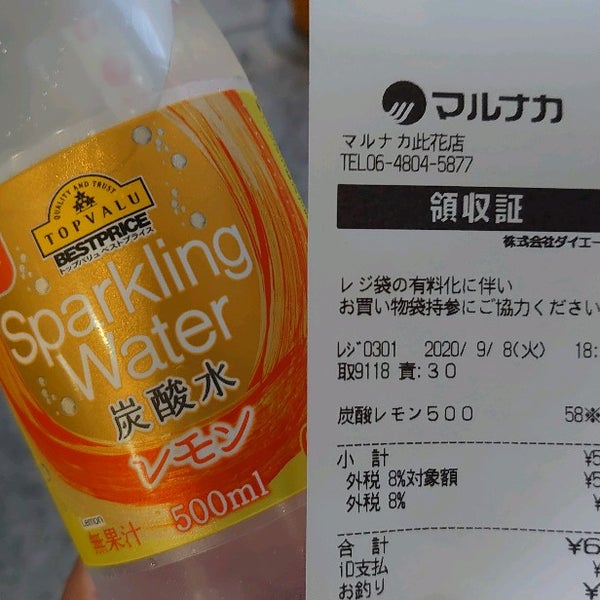 QUALITY AND TRUST
TOPVALU
BESTPRICE
トップバリュ ベストプライス
Sparkling
Water
炭酸水
レモン
Lemon
無果汁 500ml
マルナカ
マルナカ此花店
TEL06-4804-5877
領収証
株式会社ダイエー
レジ袋の有料化に伴い
お買い物袋持参にご協力ください
レジ0301 2020/ 9/ 8(火) 18:
取9118 責:30
炭酸レモン500 58※
小 計 ¥5
外税 8%対象額 ¥5
外税 8% ¥
合 計 ¥6
iD支払 ¥
お釣り ¥